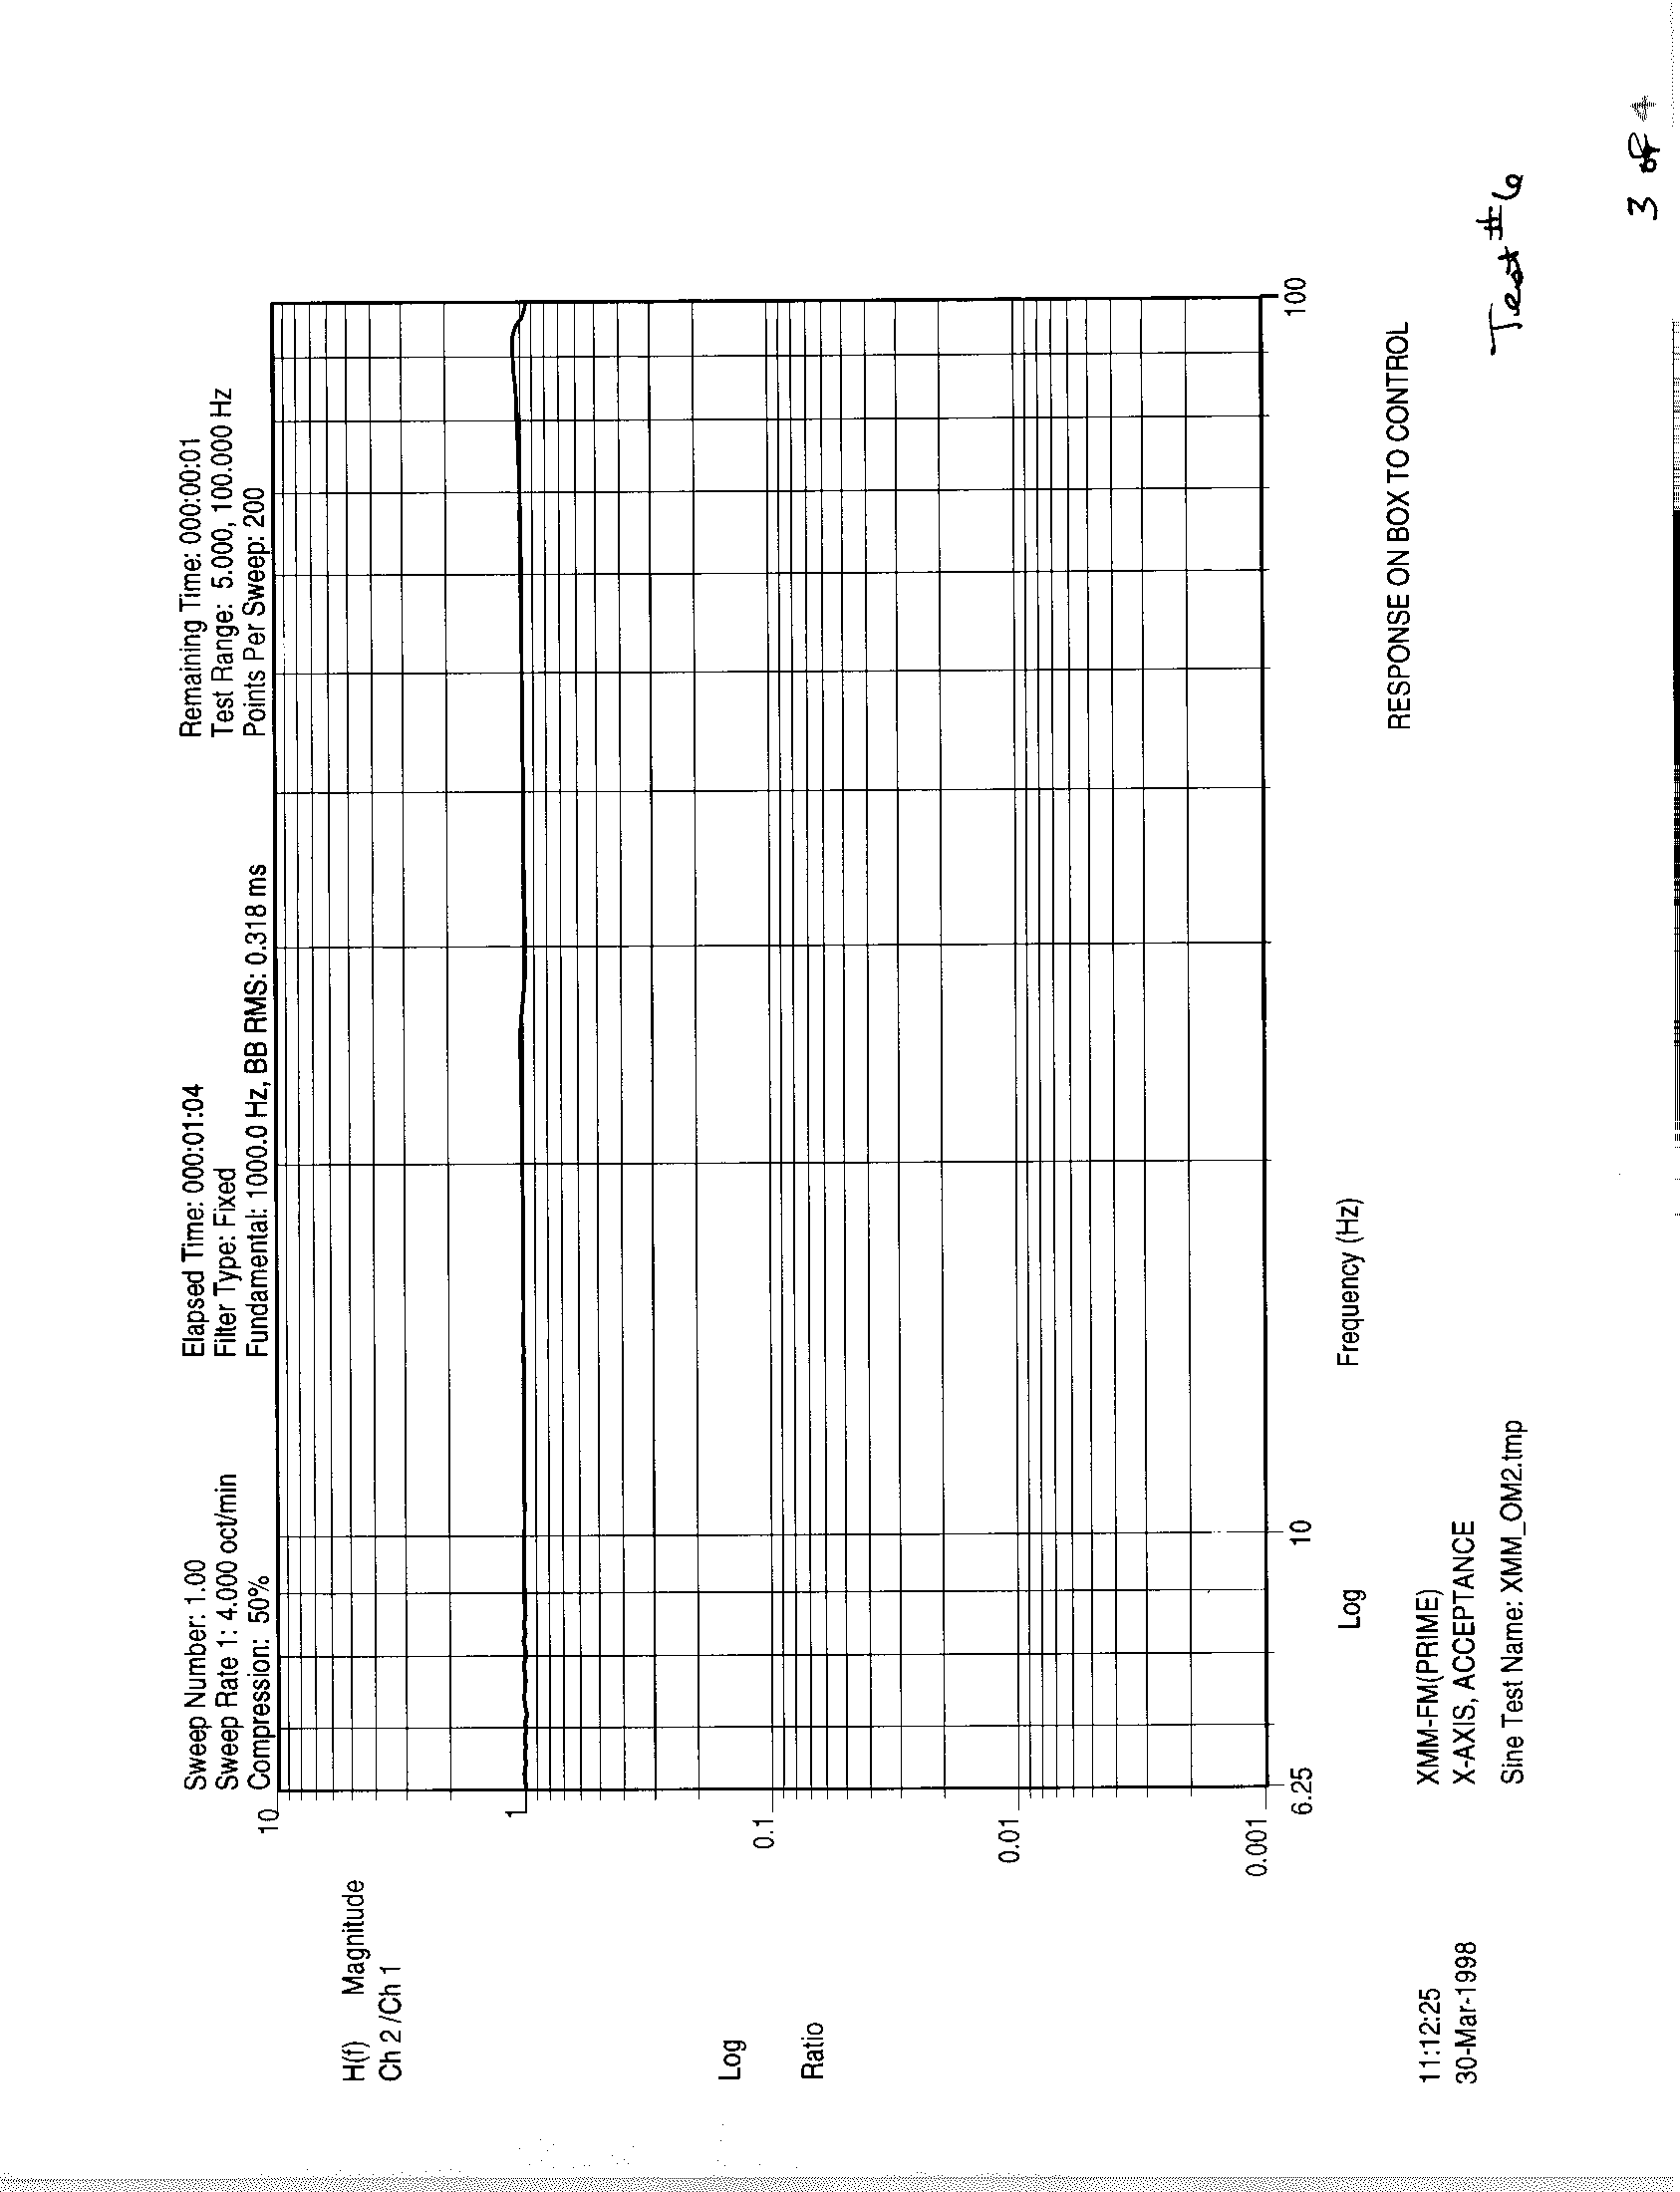 Sweep Number: 1.00
Sweep Rate 1: 4.000 oct/min
Compression: 50%
Elapsed Time: 000:01:04
Filter Type: Fixed
Fundamental: 1000.0 Hz, BB RMS: 0.318 ms
Remaining Time: 000:00:01
Test Range: 5.000, 100.000 Hz
Points Per Sweep: 200
H(f) Magnitude
Ch 2 /Ch 1
Log
Ratio
10
1
0.1
0.01
0.001
6.25
10
100
Log
Frequency (Hz)
RESPONSE ON BOX TO CONTROL
11:12:25
30-Mar-1998
XMM-FM(PRIME)
X-AXIS, ACCEPTANCE
Sine Test Name: XMM_OM2.tmp
Test #6
3 of 4